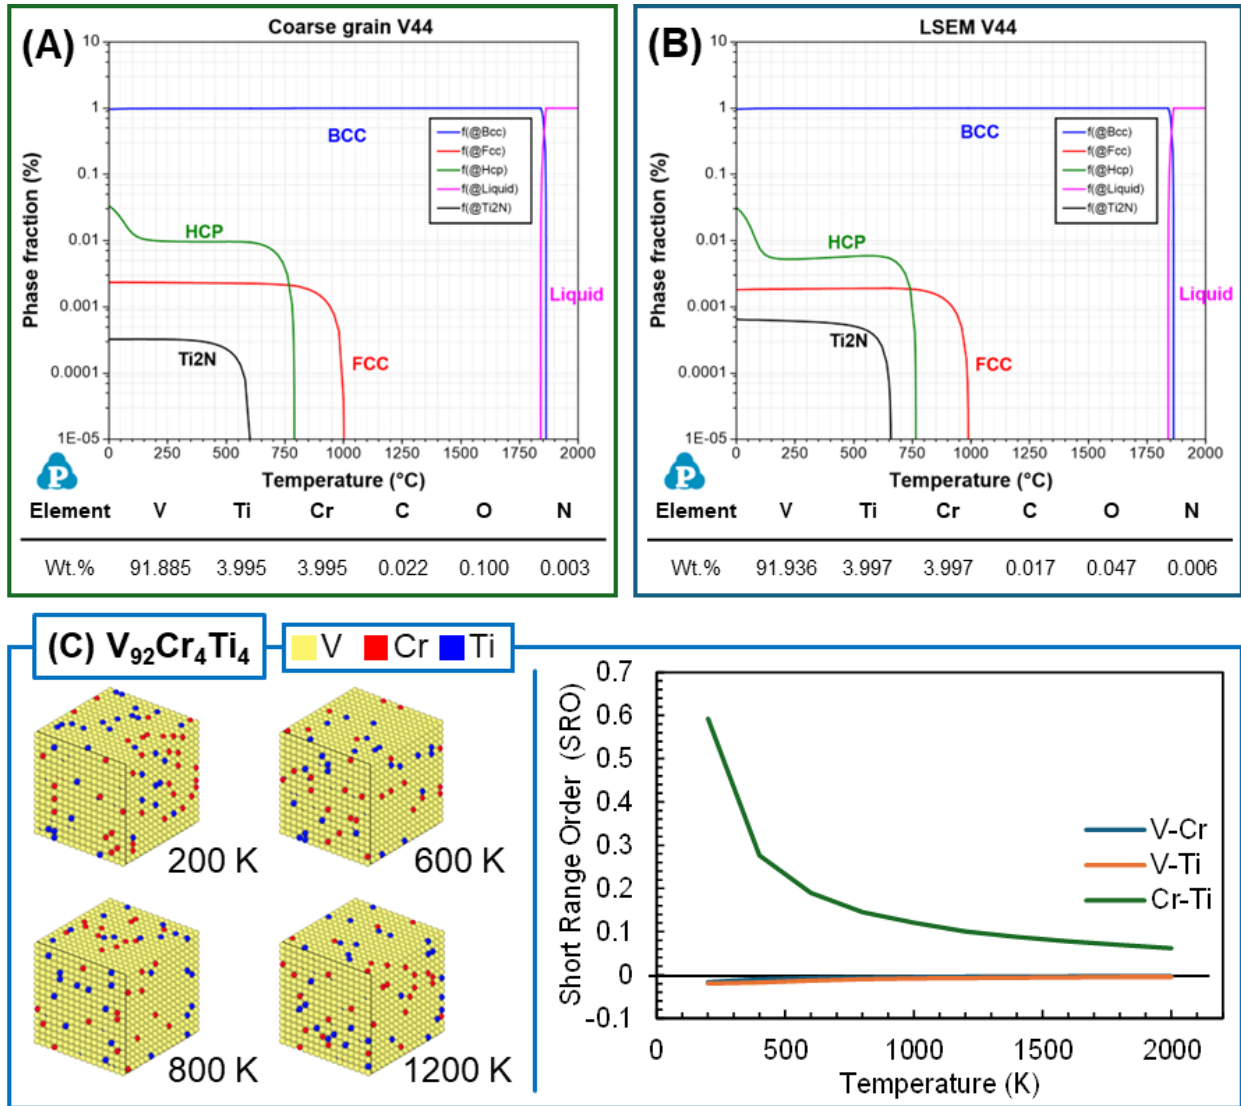 (A)
Coarse grain V44
Phase fraction (%)
10
1
0.1
0.01
0.001
0.0001
1E-05
BCC
HCP
Ti2N
FCC
Liquid
f(@Bcc)
f(@Fcc)
f(@Hcp)
f(@Liquid)
f(@Ti2N)
0 250 500 750 1000 1250 1500 1750 2000
Temperature (°C)
P
Element V Ti Cr C O N
Wt.% 91.885 3.995 3.995 0.022 0.100 0.003
(B)
LSEM V44
Phase fraction (%)
10
1
0.1
0.01
0.001
0.0001
1E-05
BCC
HCP
Ti2N
FCC
Liquid
f(@Bcc)
f(@Fcc)
f(@Hcp)
f(@Liquid)
f(@Ti2N)
0 250 500 750 1000 1250 1500 1750 2000
Temperature (°C)
P
Element V Ti Cr C O N
Wt.% 91.936 3.997 3.997 0.017 0.047 0.006
(C) V₉₂Cr₄Ti₄
V Cr Ti
200 K
600 K
800 K
1200 K
Short Range Order (SRO)
0.7
0.6
0.5
0.4
0.3
0.2
0.1
0
-0.1
V-Cr
V-Ti
Cr-Ti
0 500 1000 1500 2000
Temperature (K)